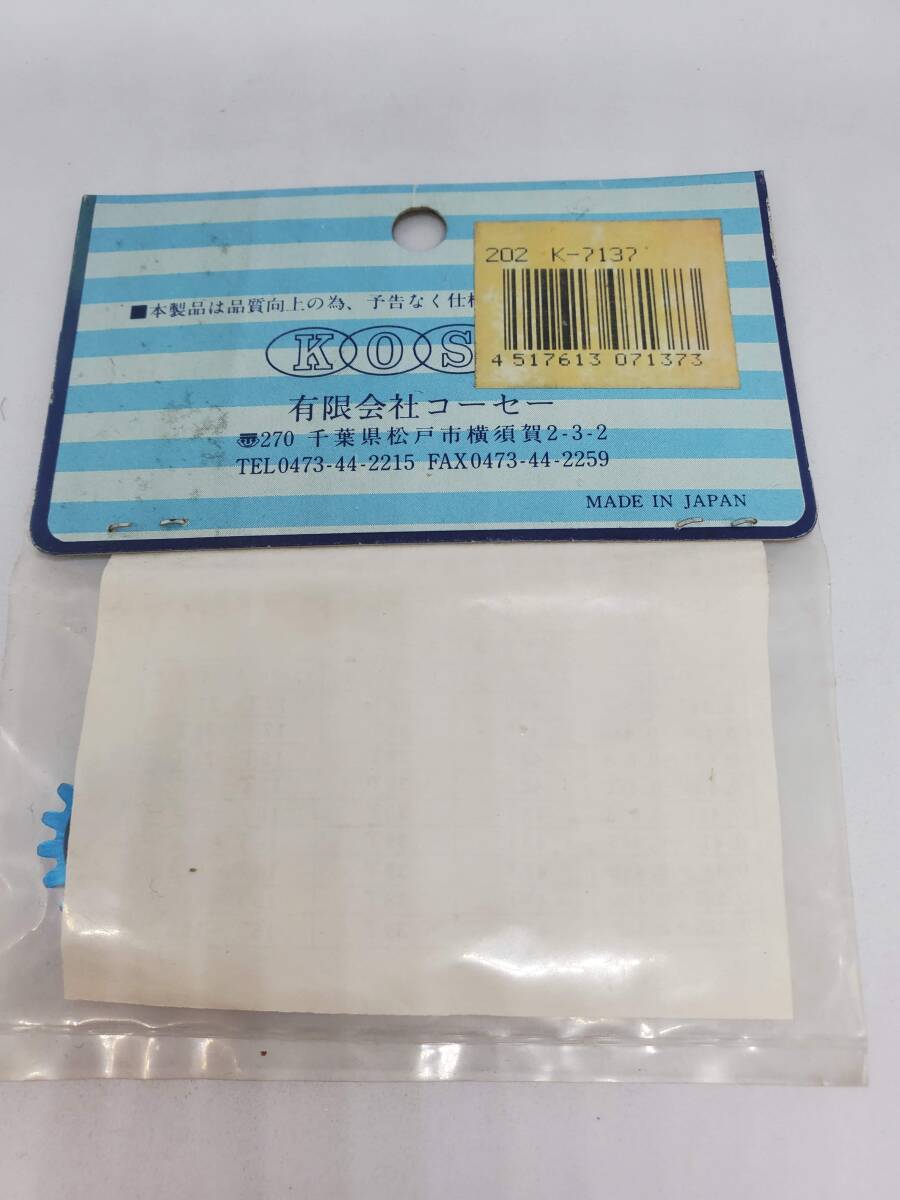 202 K-7137
■本製品は品質向上の為、予告なく仕
4 517613 071373
KOS
有限会社コーセー
〠270 千葉県松戸市横須賀2-3-2
TEL0473-44-2215 FAX0473-44-2259
MADE IN JAPAN